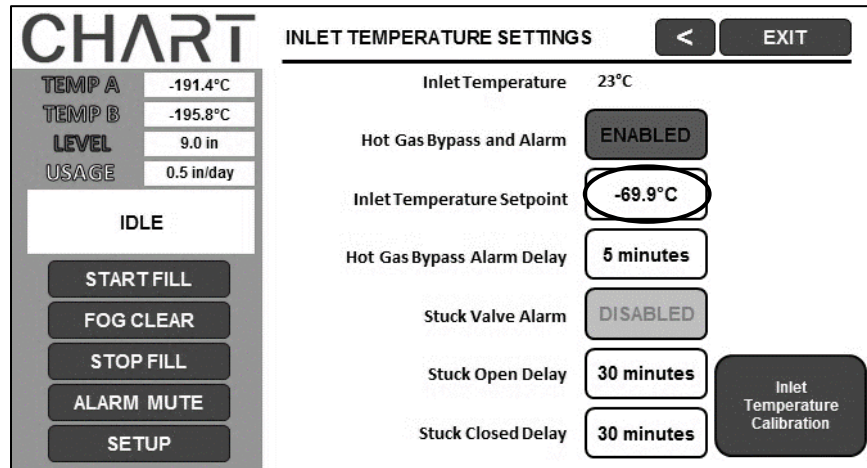 CHART
INLET TEMPERATURE SETTINGS
<
EXIT
TEMP A
-191.4°C
TEMP B
-195.8°C
LEVEL
9.0 in
USAGE
0.5 in/day
IDLE
START FILL
FOG CLEAR
STOP FILL
ALARM MUTE
SETUP
Inlet Temperature
23°C
Hot Gas Bypass and Alarm
ENABLED
Inlet Temperature Setpoint
-69.9°C
Hot Gas Bypass Alarm Delay
5 minutes
Stuck Valve Alarm
DISABLED
Stuck Open Delay
30 minutes
Stuck Closed Delay
30 minutes
Inlet
Temperature
Calibration